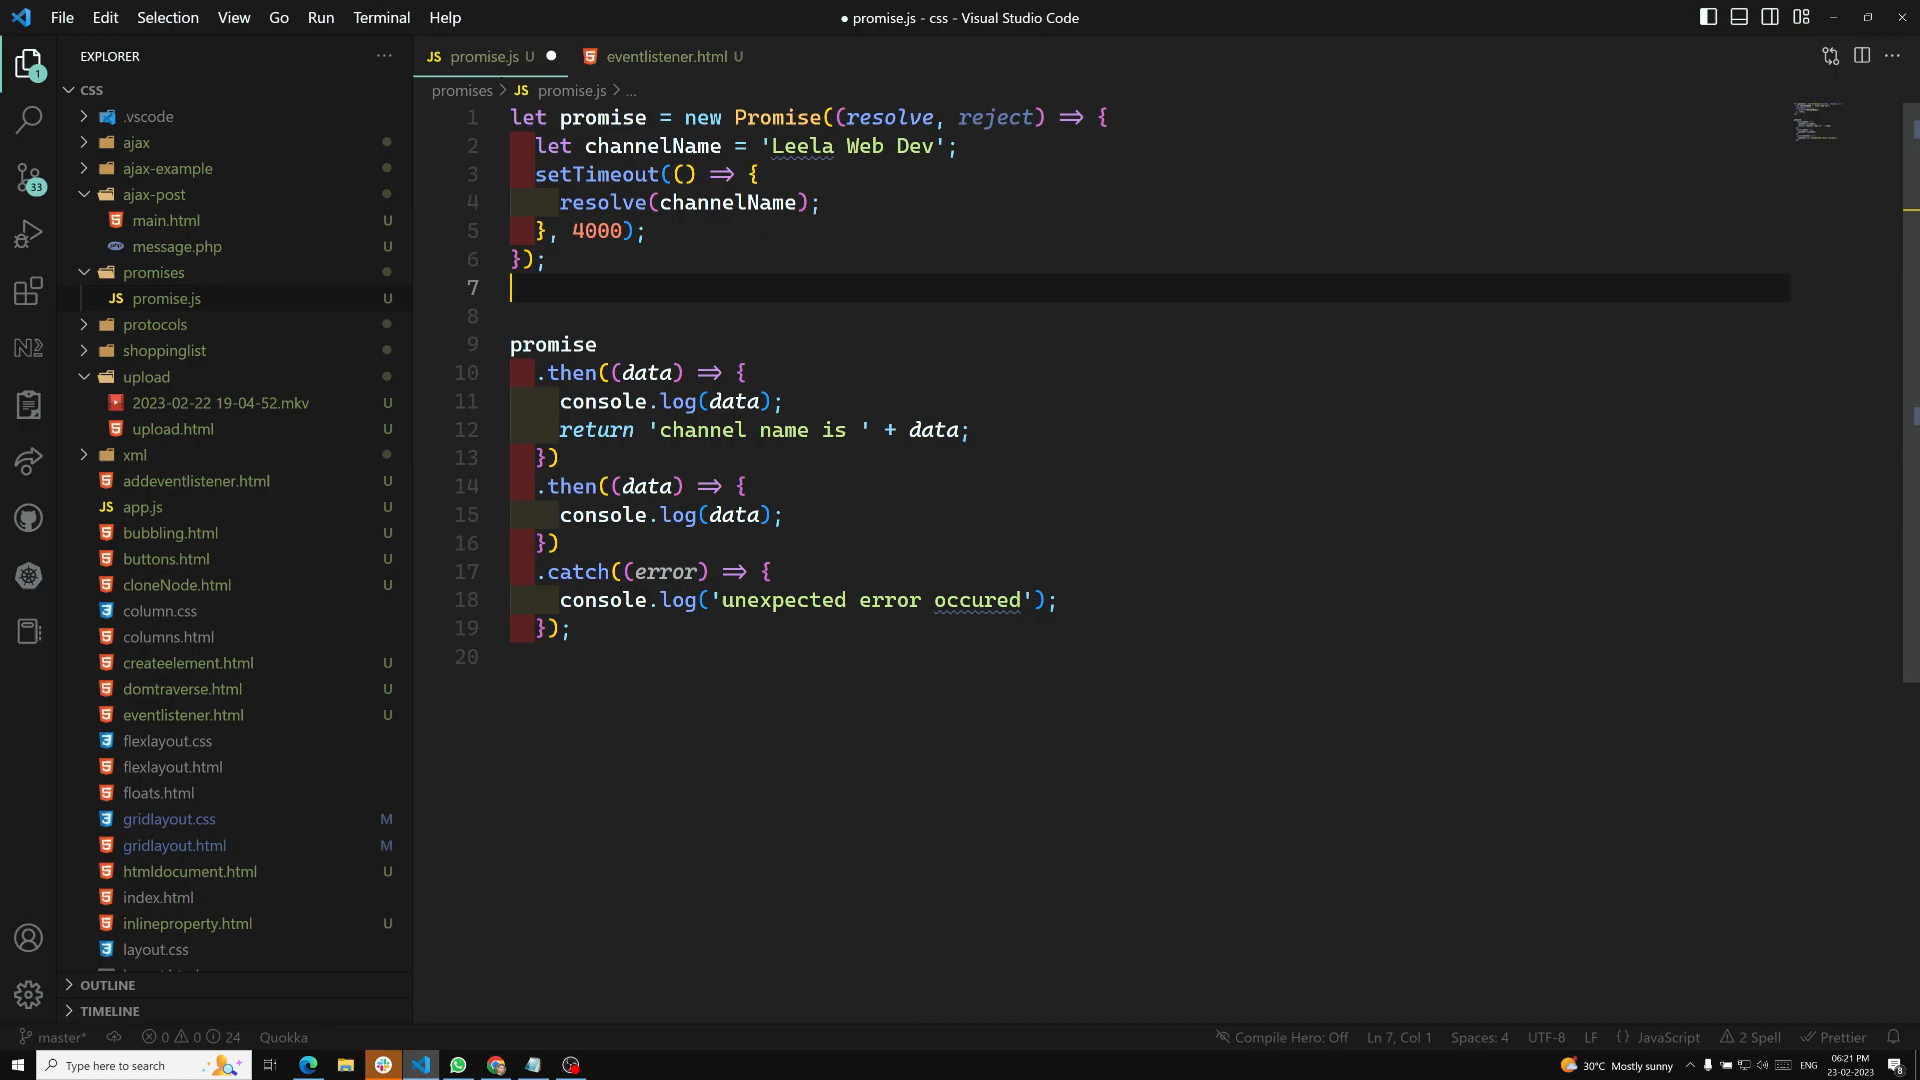 File Edit Selection View Go Run Terminal Help
● promise.js - css - Visual Studio Code
EXPLORER
JS promise.js U
eventlistener.html U
promises > JS promise.js > ...
CSS
.vscode
ajax
ajax-example
ajax-post
main.html U
message.php U
promises
JS promise.js U
protocols
shoppinglist
upload
2023-02-22 19-04-52.mkv U
upload.html U
xml
addeventlistener.html U
JS app.js U
bubbling.html U
buttons.html U
cloneNode.html U
column.css
columns.html
createelement.html U
domtraverse.html U
eventlistener.html U
flexlayout.css
flexlayout.html
floats.html
gridlayout.css M
gridlayout.html M
htmldocument.html U
index.html
inlineproperty.html U
layout.css
OUTLINE
TIMELINE
1
33
1 let promise = new Promise((resolve, reject) => {
2 let channelName = 'Leela Web Dev';
3 setTimeout(() => {
4 resolve(channelName);
5 }, 4000);
6 });
7
8
9 promise
10 .then((data) => {
11 console.log(data);
12 return 'channel name is ' + data;
13 })
14 .then((data) => {
15 console.log(data);
16 })
17 .catch((error) => {
18 console.log('unexpected error occured');
19 });
20
master* 0 0 24 Quokka
Compile Hero: Off Ln 7, Col 1 Spaces: 4 UTF-8 LF {} JavaScript 2 Spell Prettier
Type here to search
30°C Mostly sunny ENG 06:21 PM
23-02-2023
8